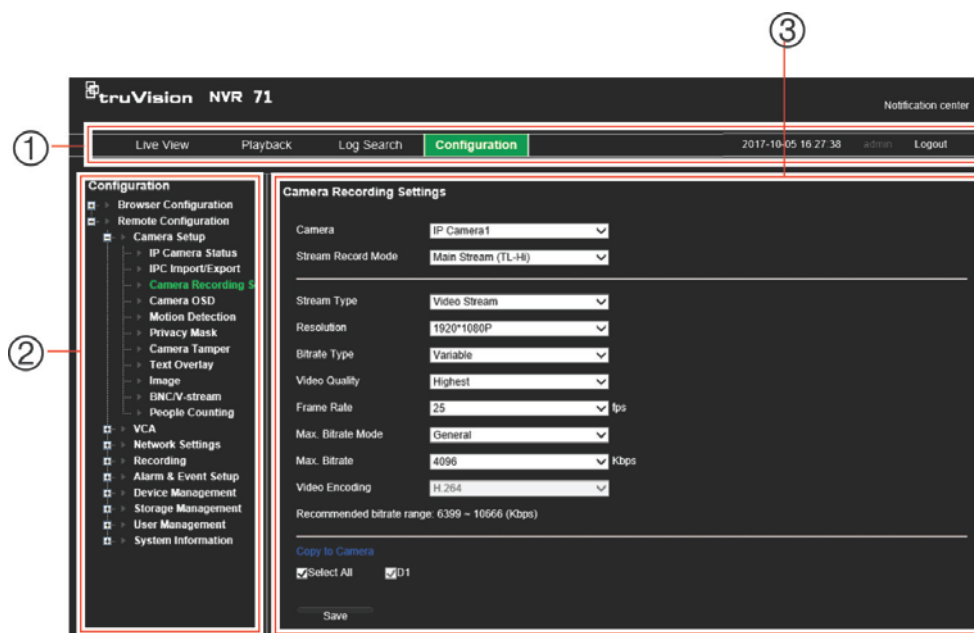 ③
truVision NVR 71
Notification center
①
Live View Playback Log Search Configuration 2017-10-05 16:27:38 admin Logout
②
Configuration
Browser Configuration
Remote Configuration
Camera Setup
IP Camera Status
IPC Import/Export
Camera Recording S
Camera OSD
Motion Detection
Privacy Mask
Camera Tamper
Text Overlay
Image
BNC/V-stream
People Counting
VCA
Network Settings
Recording
Alarm & Event Setup
Device Management
Storage Management
User Management
System Information
Camera Recording Settings
Camera IP Camera1
Stream Record Mode Main Stream (TL-Hi)
Stream Type Video Stream
Resolution 1920*1080P
Bitrate Type Variable
Video Quality Highest
Frame Rate 25 fps
Max. Bitrate Mode General
Max. Bitrate 4096 Kbps
Video Encoding H.264
Recommended bitrate range: 6399 ~ 10666 (Kbps)
Copy to Camera
Select All D1
Save